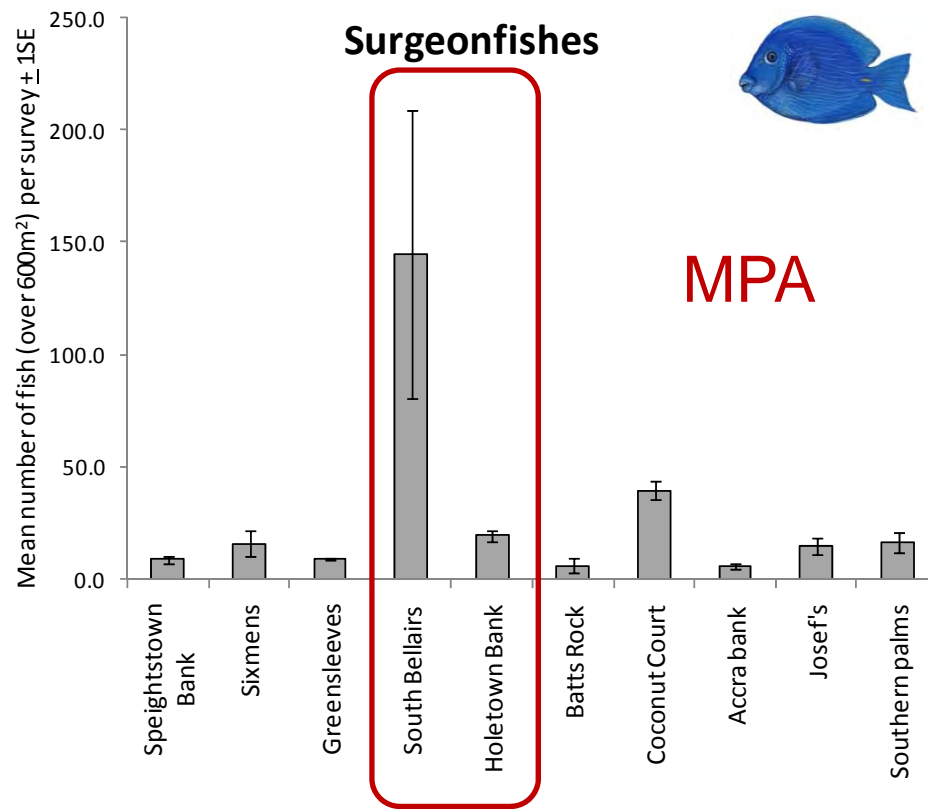 Surgeonfishes
Mean number of fish (over 600m²) per survey ± 1SE
250.0
200.0
150.0
100.0
50.0
0.0
MPA
Speightstown
Bank
Sixmens
Greensleeves
South Bellairs
Holetown Bank
Batts Rock
Coconut Court
Accra bank
Josef's
Southern palms